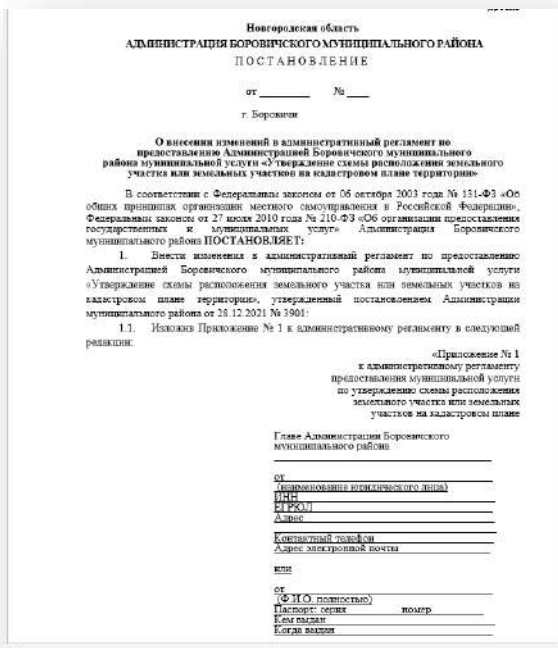 Новгородская область
АДМИНИСТРАЦИЯ БОРОВИЧСКОГО МУНИЦИПАЛЬНОГО РАЙОНА
ПОСТАНОВЛЕНИЕ
от ________ № ____
г. Боровичи
О внесении изменений в административный регламент по
предоставлению Администрацией Боровичского муниципального
района муниципальной услуги «Утверждение схемы расположения земельного
участка или земельных участков на кадастровом плане территории»
В соответствии с Федеральным законом от 06 октября 2003 года № 131-ФЗ «Об
общих принципах организации местного самоуправления в Российской Федерации»,
Федеральным законом от 27 июля 2010 года № 210-ФЗ «Об организации предоставления
государственных и муниципальных услуг» Администрация Боровичского
муниципального района ПОСТАНОВЛЯЕТ:
1. Внести изменения в административный регламент по предоставлению
Администрацией Боровичского муниципального района муниципальной услуги
«Утверждение схемы расположения земельного участка или земельных участков на
кадастровом плане территории», утвержденный постановлением Администрации
муниципального района от 28.12.2021 № 3901:
1.1. Изложив Приложение № 1 к административному регламенту в следующей
редакции:
«Приложение № 1
к административному регламенту
предоставления муниципальной услуги
по утверждению схемы расположения
земельного участка или земельных
участков на кадастровом плане
Главе Администрации Боровичского
муниципального района
от
(наименование юридического лица)
ИНН
ЕГРЮЛ
Адрес
Контактный телефон
Адрес электронной почты
или
от
(Ф.И.О. полностью)
Паспорт: серия номер
Кем выдан
Когда выдан